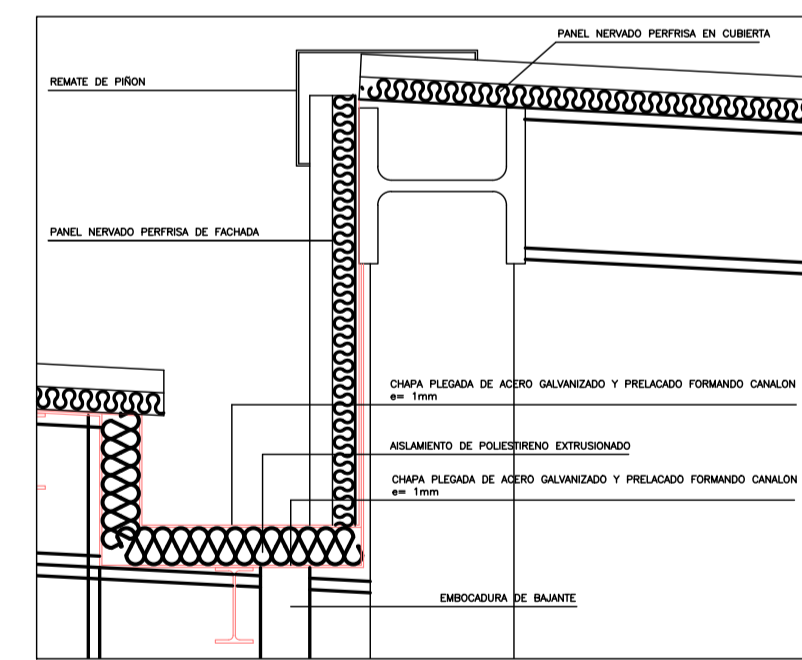 PANEL NERVADO PERFRISA EN CUBIERTA
REMATE DE PIÑON
PANEL NERVADO PERFRISA DE FACHADA
CHAPA PLEGADA DE ACERO GALVANIZADO Y PRELACADO FORMANDO CANALON
e= 1mm
AISLAMIENTO DE POLIESTIRENO EXTRUSIONADO
CHAPA PLEGADA DE ACERO GALVANIZADO Y PRELACADO FORMANDO CANALON
e= 1mm
EMBOCADURA DE BAJANTE